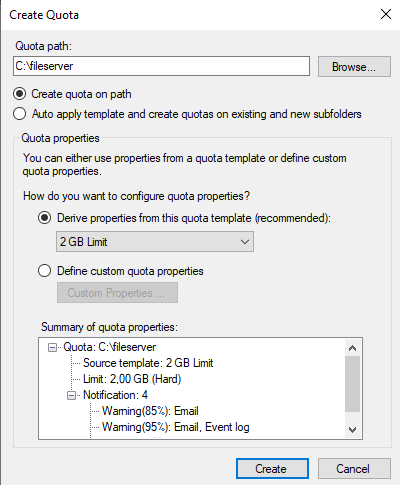 Create Quota
Quota path:
C:\fileserver
Browse...
Create quota on path
Auto apply template and create quotas on existing and new subfolders
Quota properties
You can either use properties from a quota template or define custom
quota properties.
How do you want to configure quota properties?
Derive properties from this quota template (recommended):
2 GB Limit
Define custom quota properties
Custom Properties ...
Summary of quota properties:
Quota: C:\fileserver
Source template: 2 GB Limit
Limit: 2,00 GB (Hard)
Notification: 4
Warning(85%): Email
Warning(95%): Email, Event log
Create
Cancel